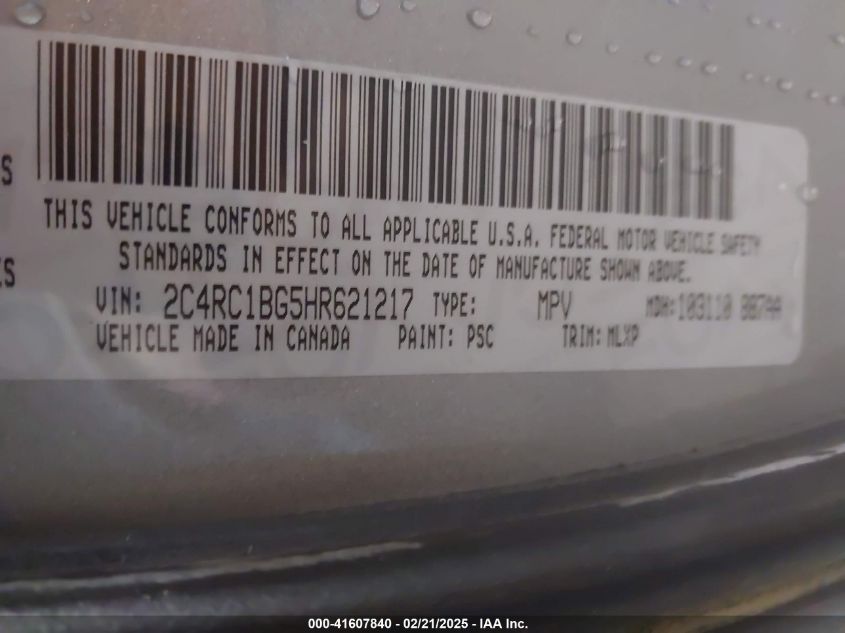 S
ES
THIS VEHICLE CONFORMS TO ALL APPLICABLE U.S.A. FEDERAL MOTOR VEHICLE SAFETY
STANDARDS IN EFFECT ON THE DATE OF MANUFACTURE SHOWN ABOVE.
VIN: 2C4RC1BG5HR621217 TYPE: MPV MDH: 103110 887AA
VEHICLE MADE IN CANADA PAINT: PSC TRIM: MLXP
000-41607840 - 02/21/2025 - IAA Inc.